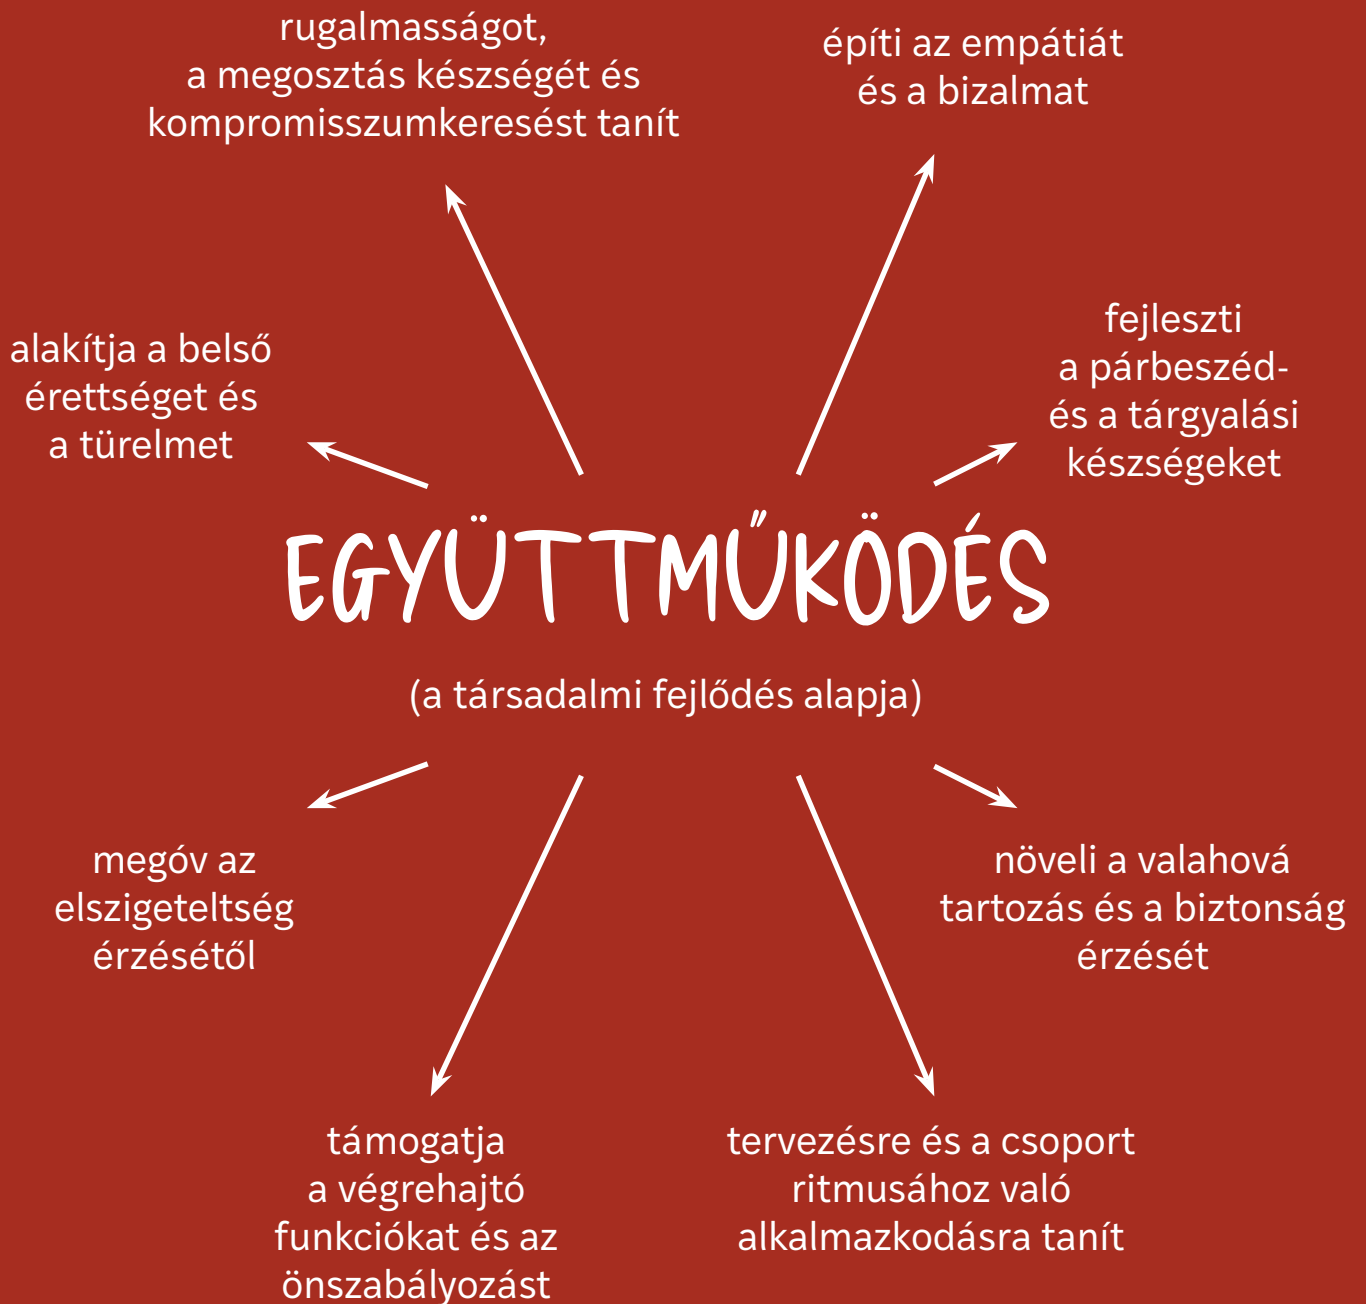 rugalmasságot,
a megosztás készségét és
kompromisszumkeresést tanít
építi az empátiát
és a bizalmat
alakítja a belső
érettséget és
a türelmet
fejleszti
a párbeszéd-
és a tárgyalási
készségeket
EGYÜTTMŰKÖDÉS
(a társadalmi fejlődés alapja)
megóv az
elszigeteltség
érzésétől
növeli a valahová
tartozás és a biztonság
érzését
támogatja
a végrehajtó
funkciókat és az
önszabályozást
tervezésre és a csoport
ritmusához való
alkalmazkodásra tanít